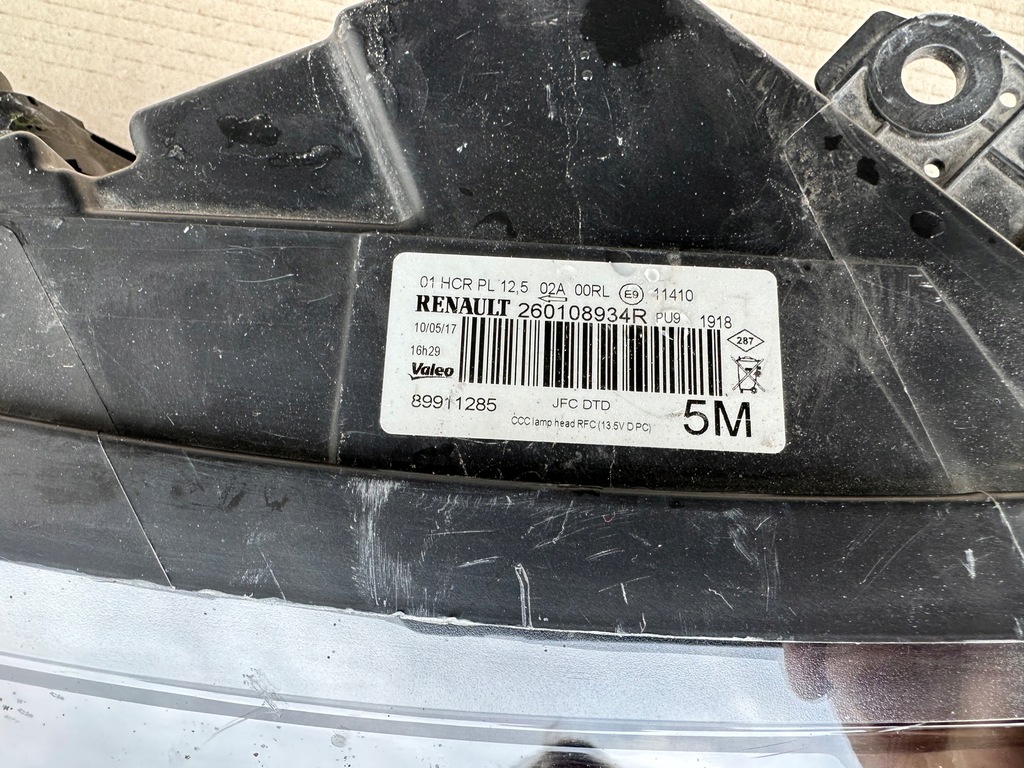 01 HCR PL 12,5 02A 00RL E9 11410
RENAULT 260108934R PU9 1918
10/05/17
16h29
287
Valeo
89911285 JFC DTD 5M
CCC lamp head RFC (13.5V D PC)